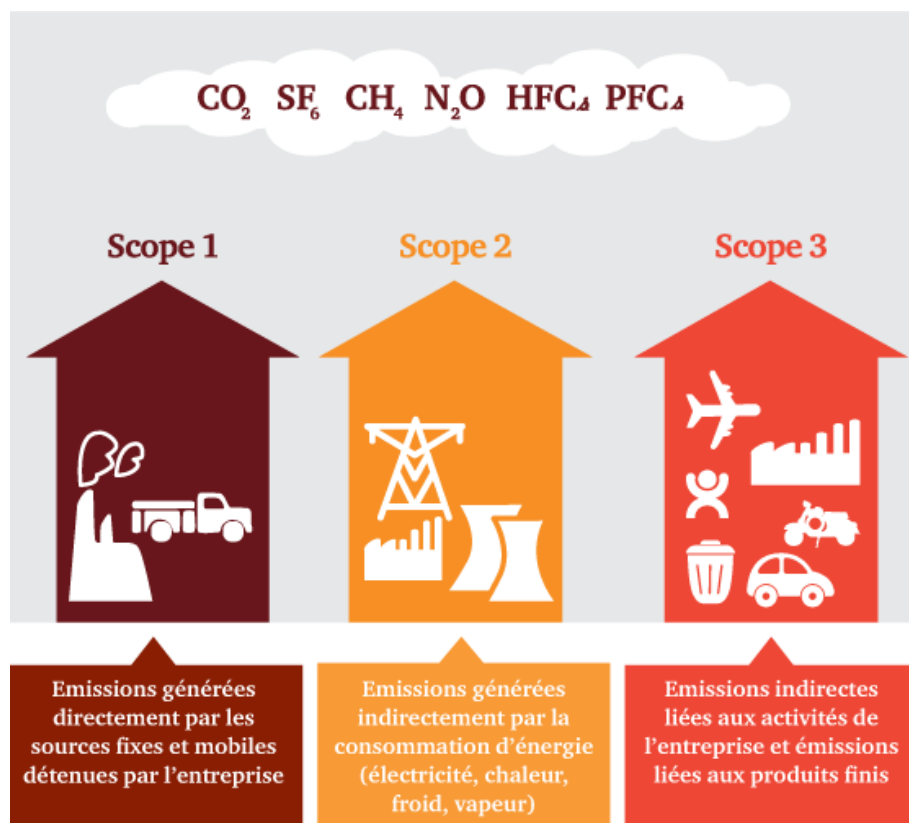 CO₂ SF₆ CH₄ N₂O HFCs PFCs
Scope 1
Scope 2
Scope 3
Emissions générées
directement par les
sources fixes et mobiles
détenues par l’entreprise
Emissions générées
indirectement par la
consommation d’énergie
(électricité, chaleur,
froid, vapeur)
Emissions indirectes
liées aux activités de
l’entreprise et émissions
liées aux produits finis